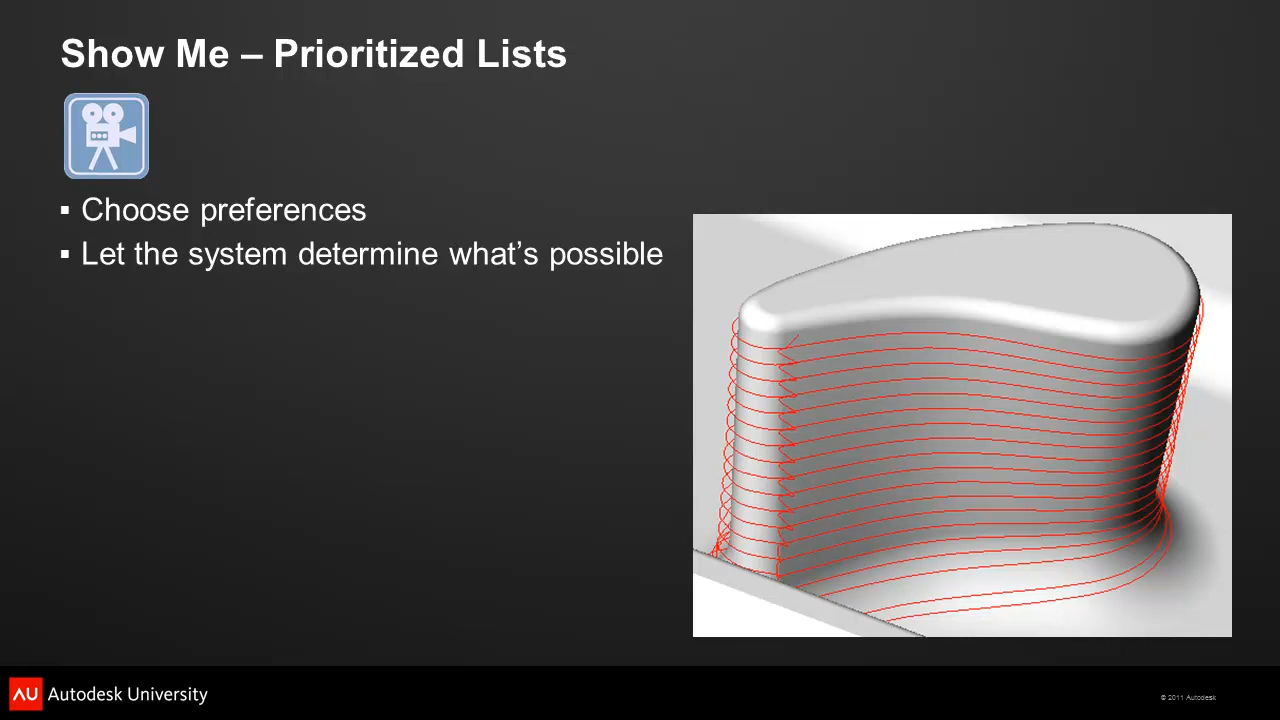 Show Me – Prioritized Lists
▪ Choose preferences
▪ Let the system determine what’s possible
AU Autodesk University
© 2011 Autodesk